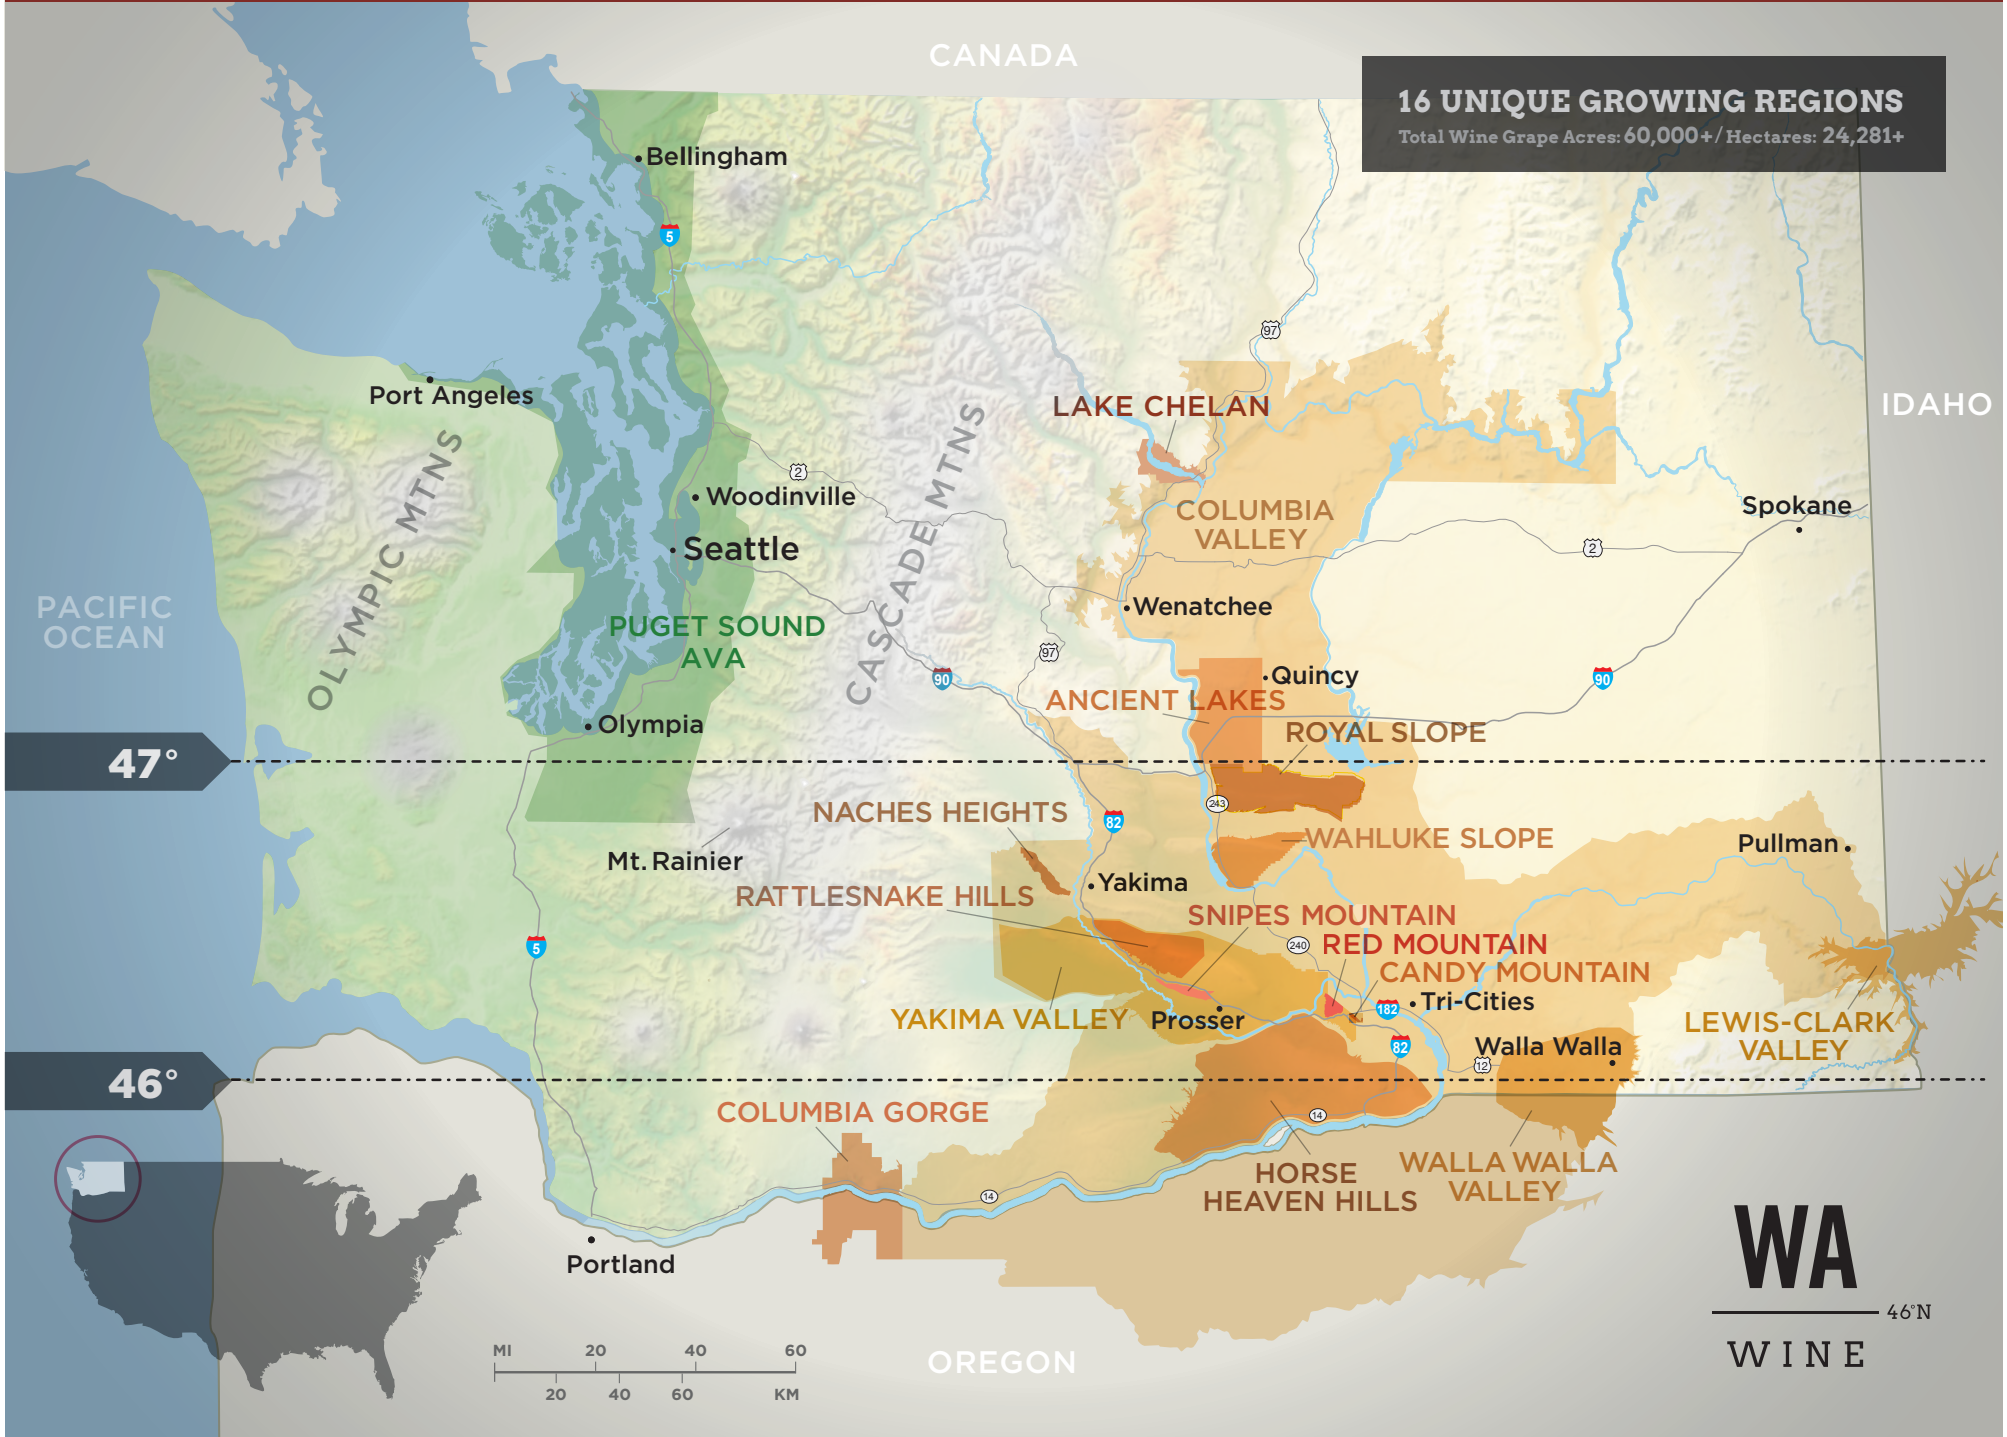 CANADA
16 UNIQUE GROWING REGIONS
Total Wine Grape Acres: 60,000+/Hectares: 24,281+
Bellingham
5
97
Port Angeles
LAKE CHELAN
IDAHO
OLYMPIC MTNS
CASCADE MTNS
2
Woodinville
COLUMBIA
VALLEY
Spokane
Seattle
2
PACIFIC
OCEAN
Wenatchee
PUGET SOUND
AVA
97
90
Quincy
90
ANCIENT LAKES
Olympia
ROYAL SLOPE
47°
243
NACHES HEIGHTS
82
WAHLUKE SLOPE
Mt. Rainier
Pullman
Yakima
RATTLESNAKE HILLS
SNIPES MOUNTAIN
5
240
RED MOUNTAIN
CANDY MOUNTAIN
182
Tri-Cities
YAKIMA VALLEY
Prosser
LEWIS-CLARK
VALLEY
82
Walla Walla
12
46°
COLUMBIA GORGE
14
HORSE
HEAVEN HILLS
WALLA WALLA
VALLEY
14
Portland
WA
46°N
WINE
MI 20 40 60
20 40 60 KM
OREGON